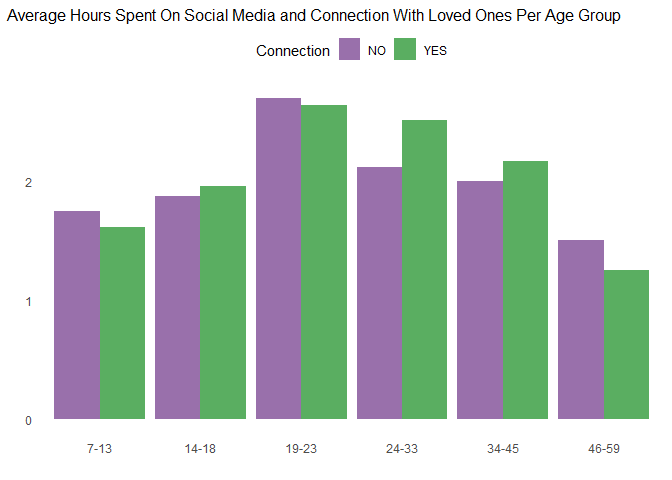 Average Hours Spent On Social Media and Connection With Loved Ones Per Age Group
Connection NO YES
2
1
0
7-13 14-18 19-23 24-33 34-45 46-59